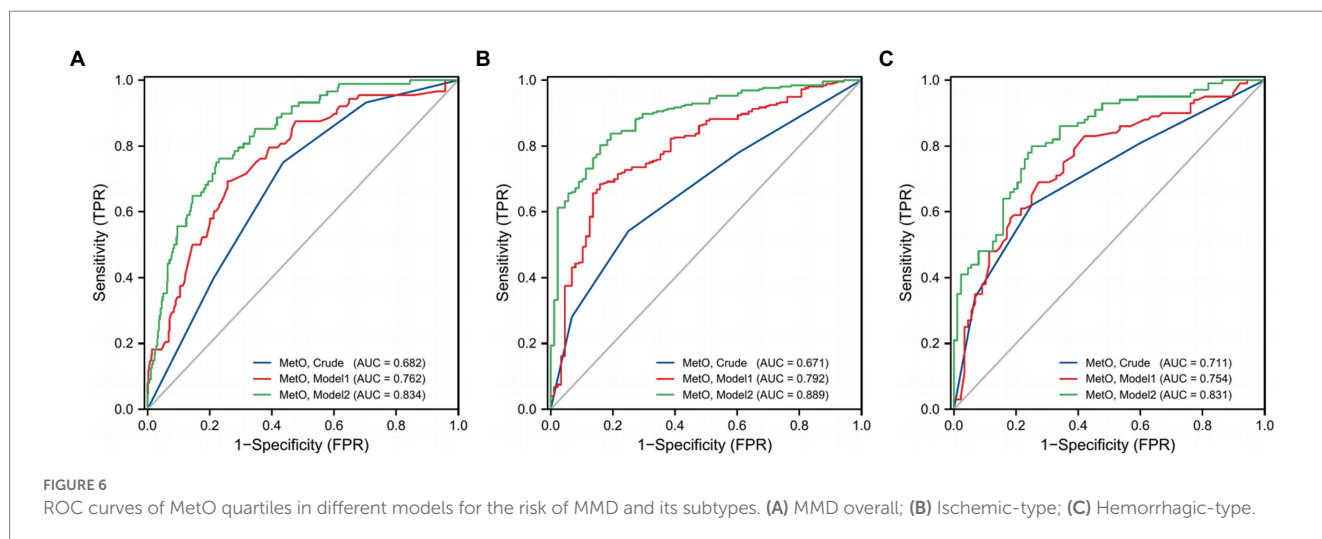 A
1.0
0.8
0.6
0.4
0.2
0.0
Sensitivity (TPR)
MetO, Crude (AUC = 0.682)
MetO, Model1 (AUC = 0.762)
MetO, Model2 (AUC = 0.834)
0.0 0.2 0.4 0.6 0.8 1.0
1−Specificity (FPR)
B
1.0
0.8
0.6
0.4
0.2
0.0
Sensitivity (TPR)
MetO, Crude (AUC = 0.671)
MetO, Model1 (AUC = 0.792)
MetO, Model2 (AUC = 0.889)
0.0 0.2 0.4 0.6 0.8 1.0
1−Specificity (FPR)
C
1.0
0.8
0.6
0.4
0.2
0.0
Sensitivity (TPR)
MetO, Crude (AUC = 0.711)
MetO, Model1 (AUC = 0.754)
MetO, Model2 (AUC = 0.831)
0.0 0.2 0.4 0.6 0.8 1.0
1−Specificity (FPR)
FIGURE 6
ROC curves of MetO quartiles in different models for the risk of MMD and its subtypes. (A) MMD overall; (B) Ischemic-type; (C) Hemorrhagic-type.